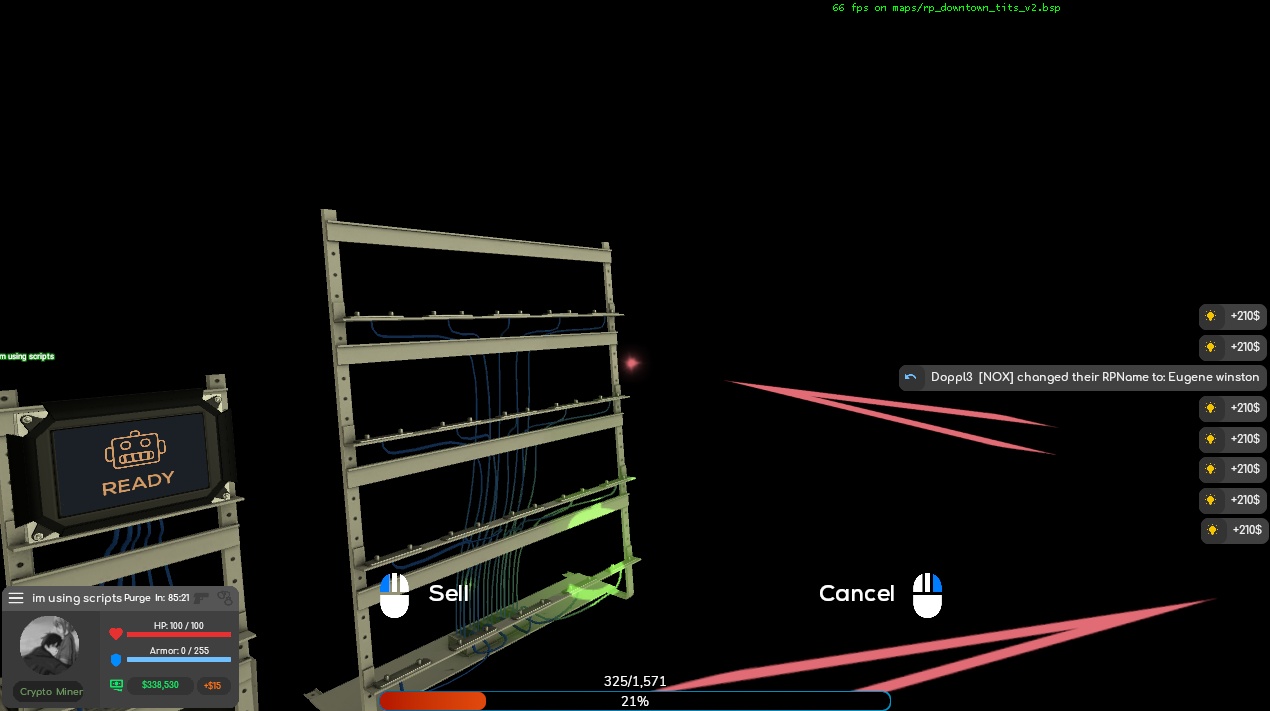 66 fps on maps/rp_downtown_tits_v2.bsp
+210$
+210$
Doppl3 [NOX] changed their RPName to: Eugene winston
+210$
+210$
+210$
+210$
+210$
m using scripts
READY
Sell
Cancel
im using scripts Purge In: 85:21
HP: 100 / 100
Armor: 0 / 255
$338,530 +$15
Crypto Miner
325/1,571
21%